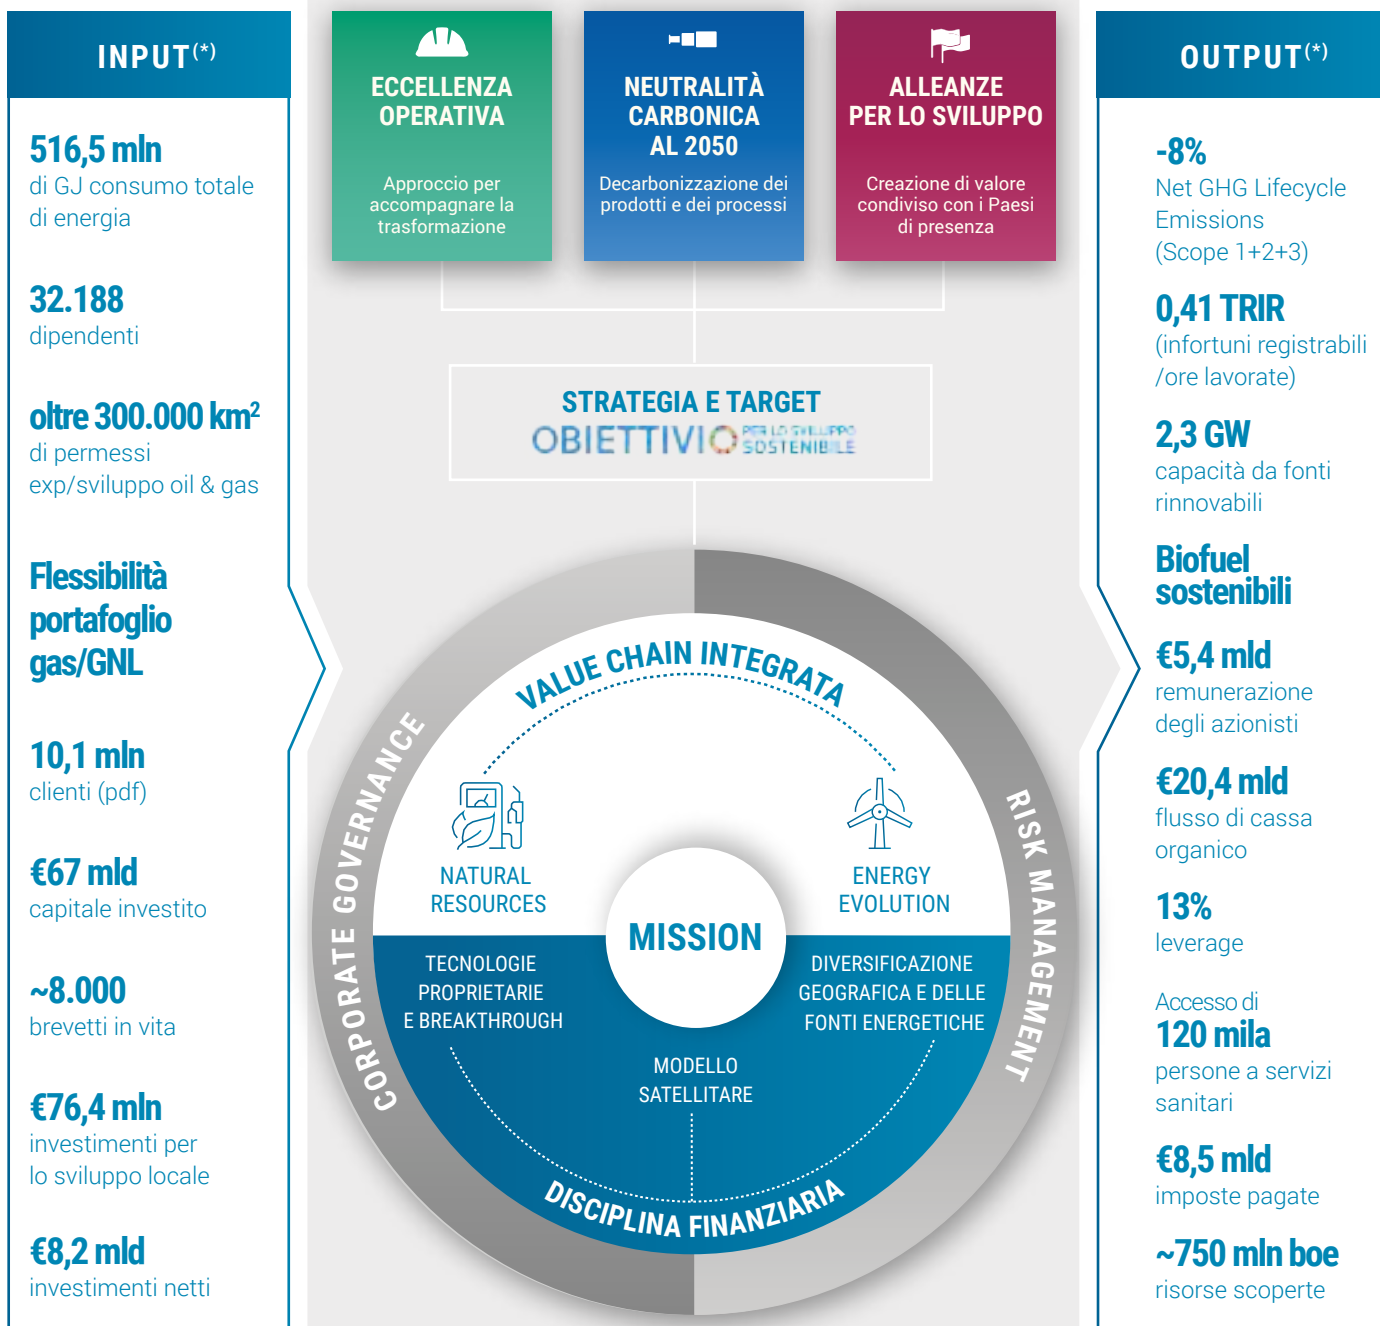 INPUT(*)
516,5 mln
di GJ consumo totale
di energia
32.188
dipendenti
oltre 300.000 km²
di permessi
exp/sviluppo oil & gas
Flessibilità
portafoglio
gas/GNL
10,1 mln
clienti (pdf)
€67 mld
capitale investito
~8.000
brevetti in vita
€76,4 mln
investimenti per
lo sviluppo locale
€8,2 mld
investimenti netti
ECCELLENZA
OPERATIVA
Approccio per
accompagnare la
trasformazione
NEUTRALITÀ
CARBONICA
AL 2050
Decarbonizzazione dei
prodotti e dei processi
ALLEANZE
PER LO SVILUPPO
Creazione di valore
condiviso con i Paesi
di presenza
STRATEGIA E TARGET
OBIETTIVI PER LO SVILUPPO
SOSTENIBILE
CORPORATE GOVERNANCE
RISK MANAGEMENT
VALUE CHAIN INTEGRATA
NATURAL
RESOURCES
ENERGY
EVOLUTION
MISSION
TECNOLOGIE
PROPRIETARIE
E BREAKTHROUGH
DIVERSIFICAZIONE
GEOGRAFICA E DELLE
FONTI ENERGETICHE
MODELLO
SATELLITARE
DISCIPLINA FINANZIARIA
OUTPUT(*)
-8%
Net GHG Lifecycle
Emissions
(Scope 1+2+3)
0,41 TRIR
(infortuni registrabili
/ore lavorate)
2,3 GW
capacità da fonti
rinnovabili
Biofuel
sostenibili
€5,4 mld
remunerazione
degli azionisti
€20,4 mld
flusso di cassa
organico
13%
leverage
Accesso di
120 mila
persone a servizi
sanitari
€8,5 mld
imposte pagate
~750 mln boe
risorse scoperte